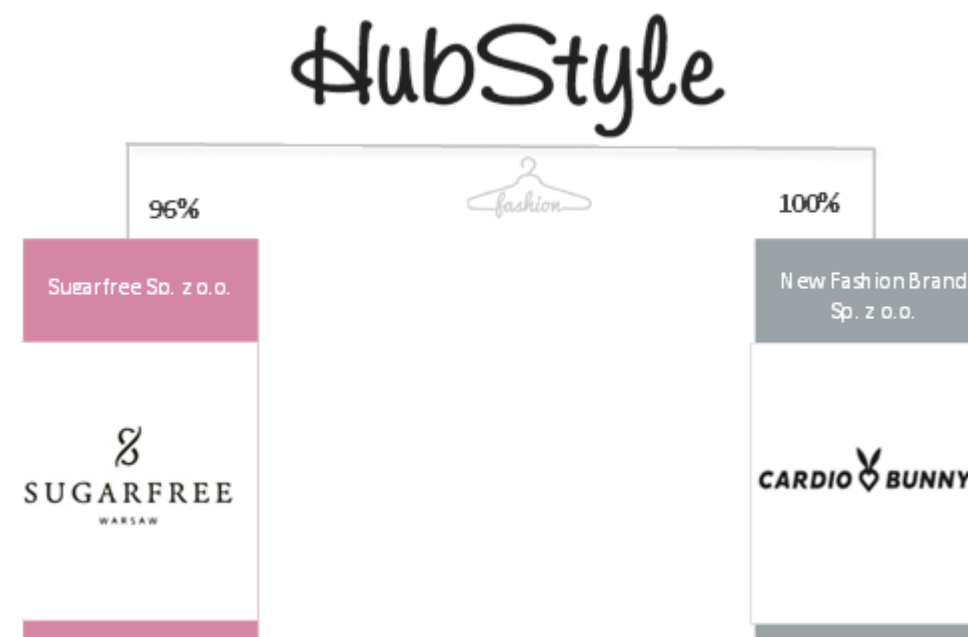 HubStyle
fashion
96%
100%
Sugarfree Sp. z o.o.
New Fashion Brand
Sp. z o.o.
SUGARFREE
WARSAW
CARDIO BUNNY